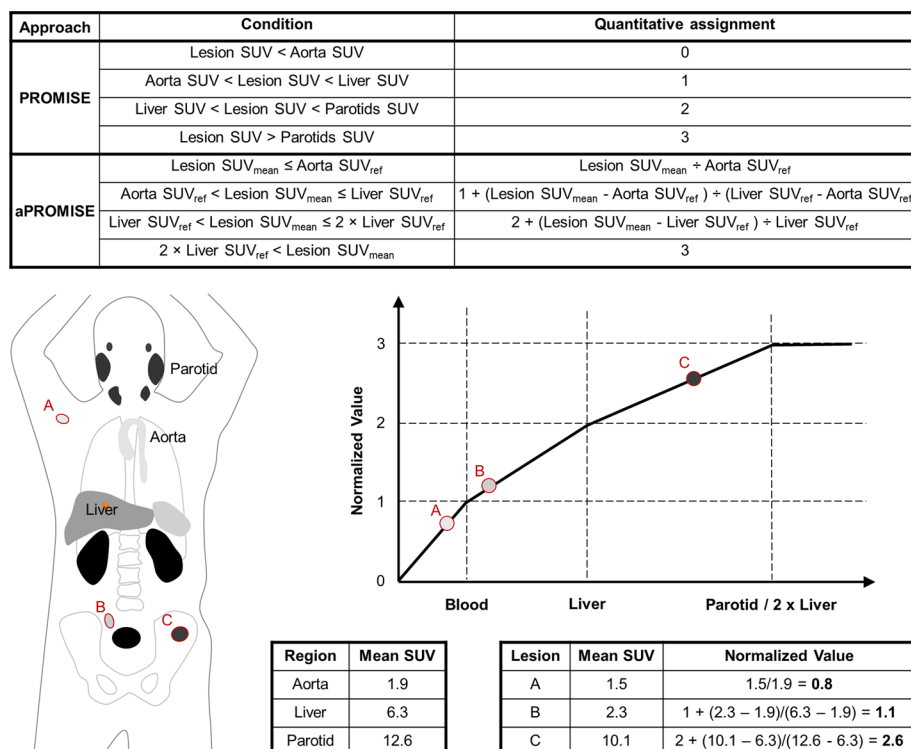 Approach Condition Quantitative assignment
PROMISE
Lesion SUV < Aorta SUV 0
Aorta SUV < Lesion SUV < Liver SUV 1
Liver SUV < Lesion SUV < Parotids SUV 2
Lesion SUV > Parotids SUV 3
aPROMISE
Lesion SUVmean ≤ Aorta SUVref Lesion SUVmean ÷ Aorta SUVref
Aorta SUVref < Lesion SUVmean ≤ Liver SUVref 1 + (Lesion SUVmean - Aorta SUVref ) ÷ (Liver SUVref - Aorta SUVref
Liver SUVref < Lesion SUVmean ≤ 2 × Liver SUVref 2 + (Lesion SUVmean - Liver SUVref ) ÷ Liver SUVref
2 × Liver SUVref < Lesion SUVmean 3
Parotid
A
Aorta
Liver
B
C
Normalized Value
3
2
1
0
A
B
C
Blood Liver Parotid / 2 x Liver
Region Mean SUV
Aorta 1.9
Liver 6.3
Parotid 12.6
Lesion Mean SUV Normalized Value
A 1.5 1.5/1.9 = 0.8
B 2.3 1 + (2.3 – 1.9)/(6.3 – 1.9) = 1.1
C 10.1 2 + (10.1 – 6.3)/(12.6 - 6.3) = 2.6